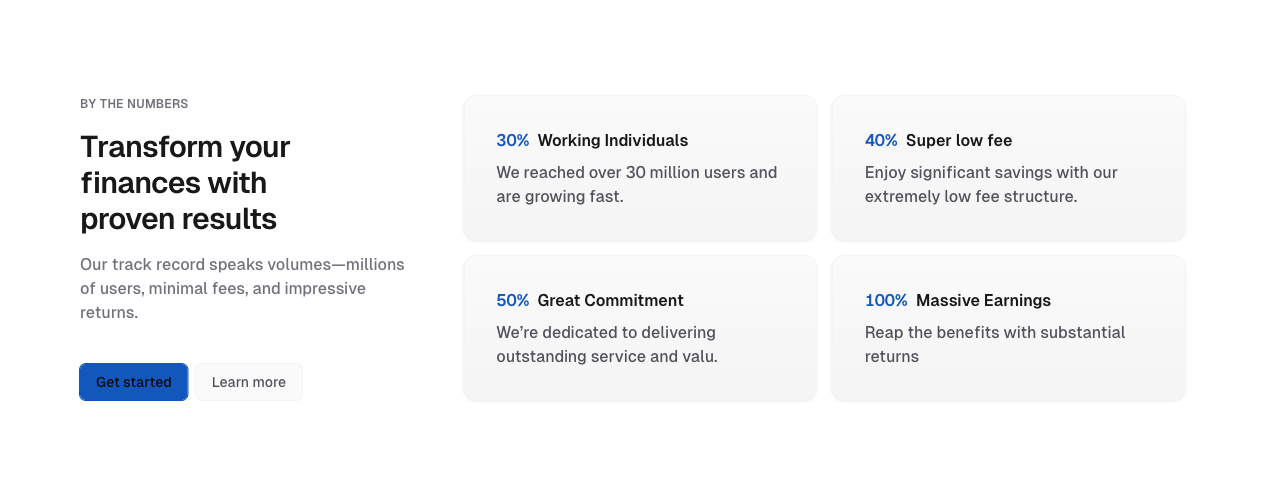 BY THE NUMBERS
Transform your
finances with
proven results
Our track record speaks volumes—millions
of users, minimal fees, and impressive
returns.
Get started
Learn more
30% Working Individuals
We reached over 30 million users and
are growing fast.
40% Super low fee
Enjoy significant savings with our
extremely low fee structure.
50% Great Commitment
We’re dedicated to delivering
outstanding service and valu.
100% Massive Earnings
Reap the benefits with substantial
returns